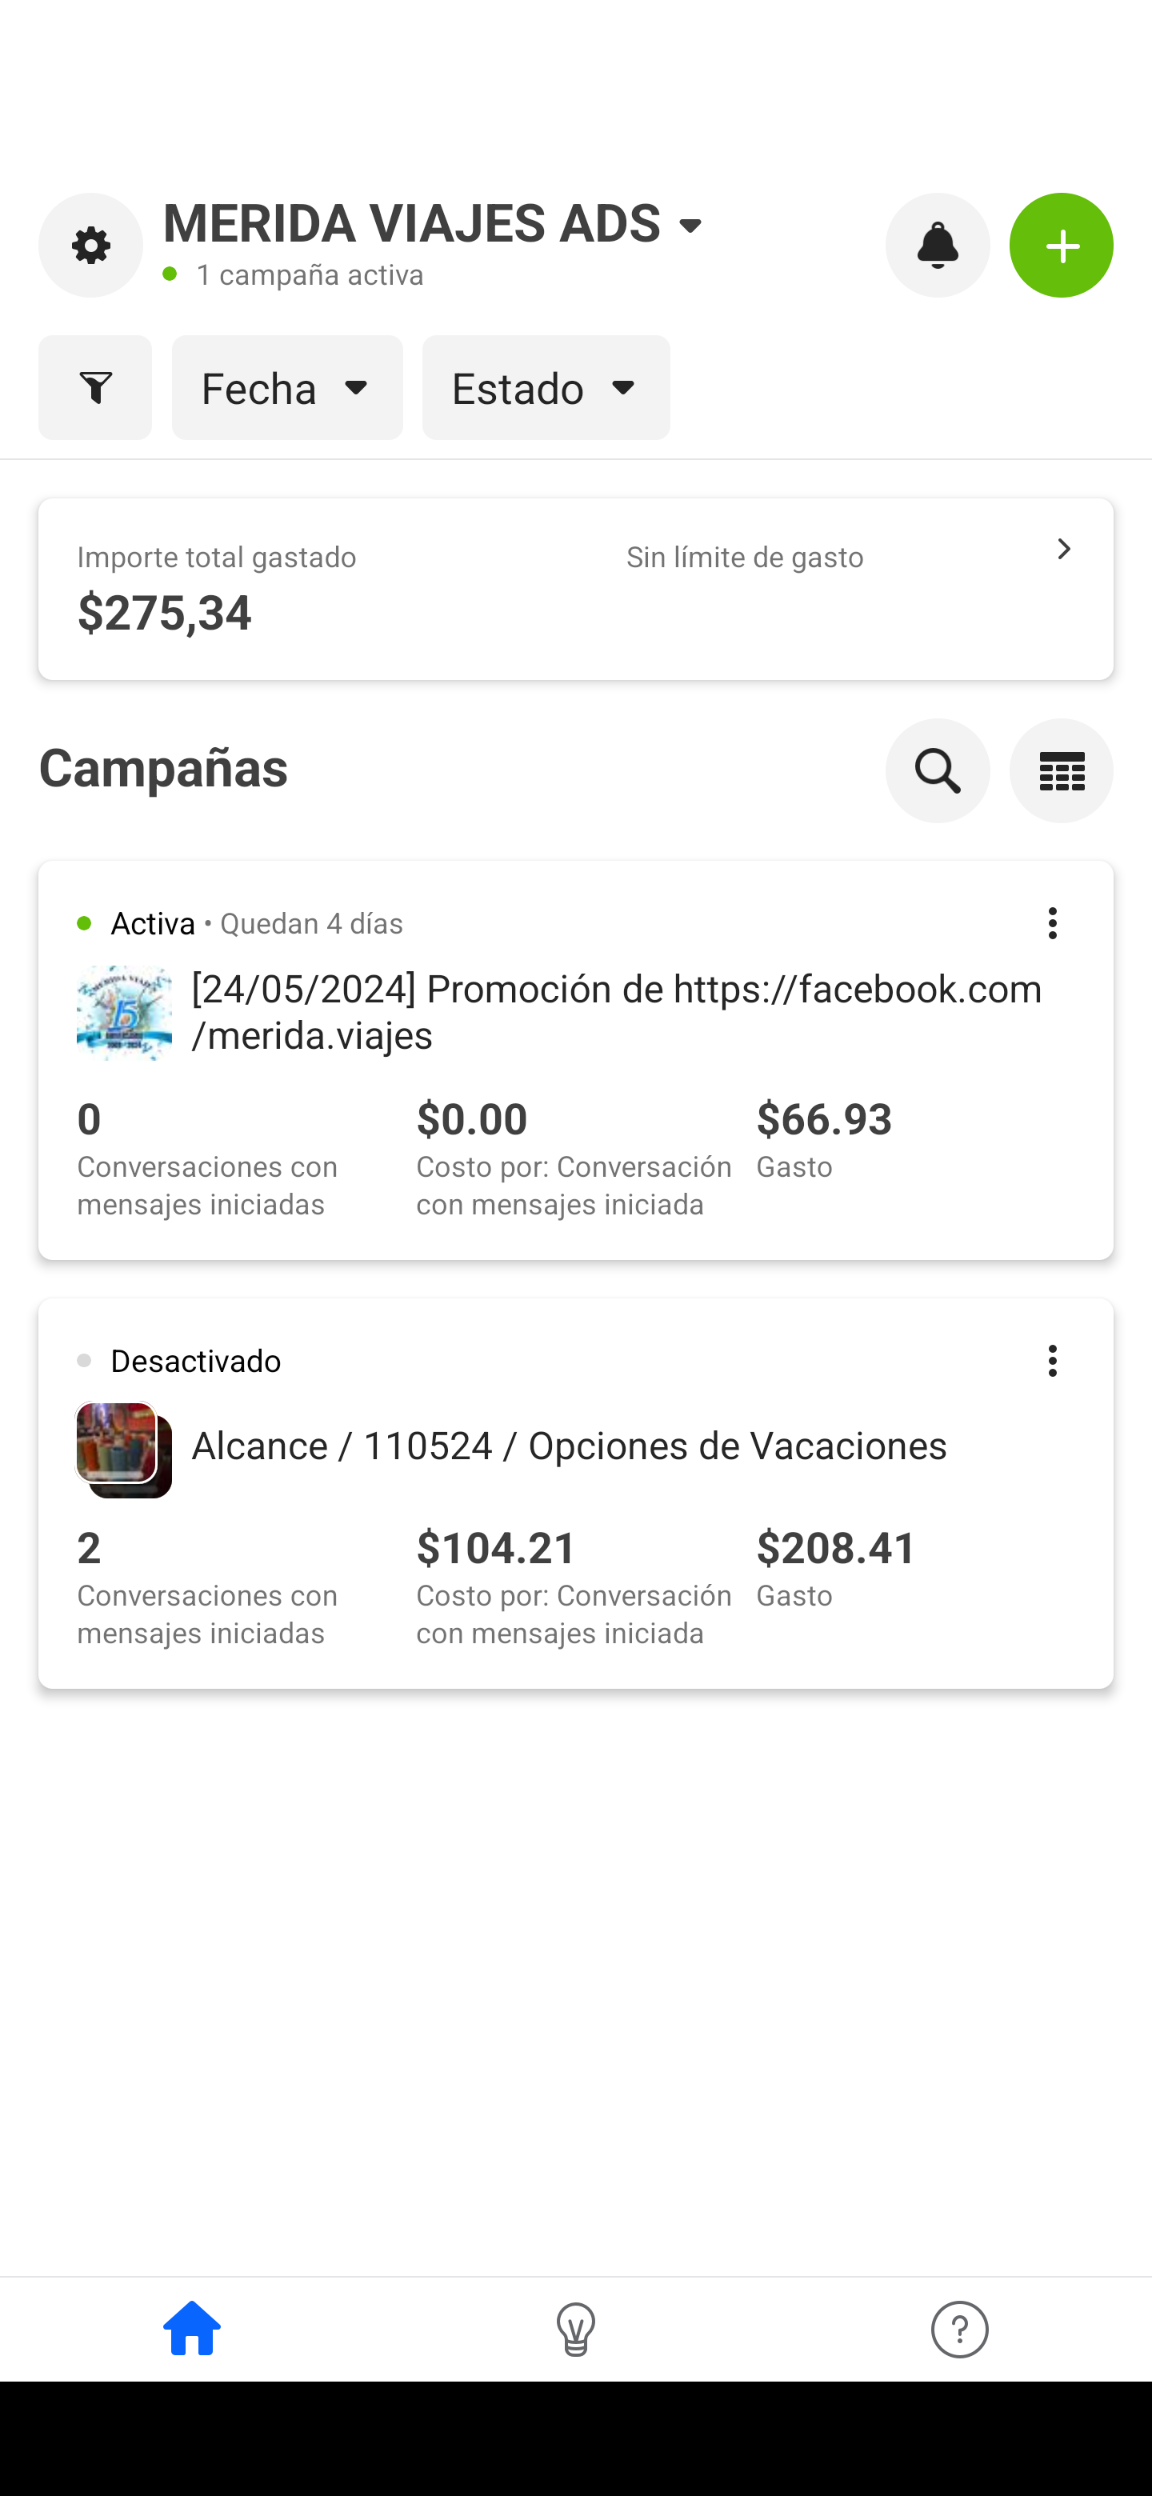 MERIDA VIAJES ADS
1 campaña activa
Fecha
Estado
Importe total gastado
Sin límite de gasto
$275,34
Campañas
Activa • Quedan 4 días
[24/05/2024] Promoción de https://facebook.com
/merida.viajes
0
$0.00
$66.93
Conversaciones con
mensajes iniciadas
Costo por: Conversación
con mensajes iniciada
Gasto
Desactivado
Alcance / 110524 / Opciones de Vacaciones
2
$104.21
$208.41
Conversaciones con
mensajes iniciadas
Costo por: Conversación
con mensajes iniciada
Gasto